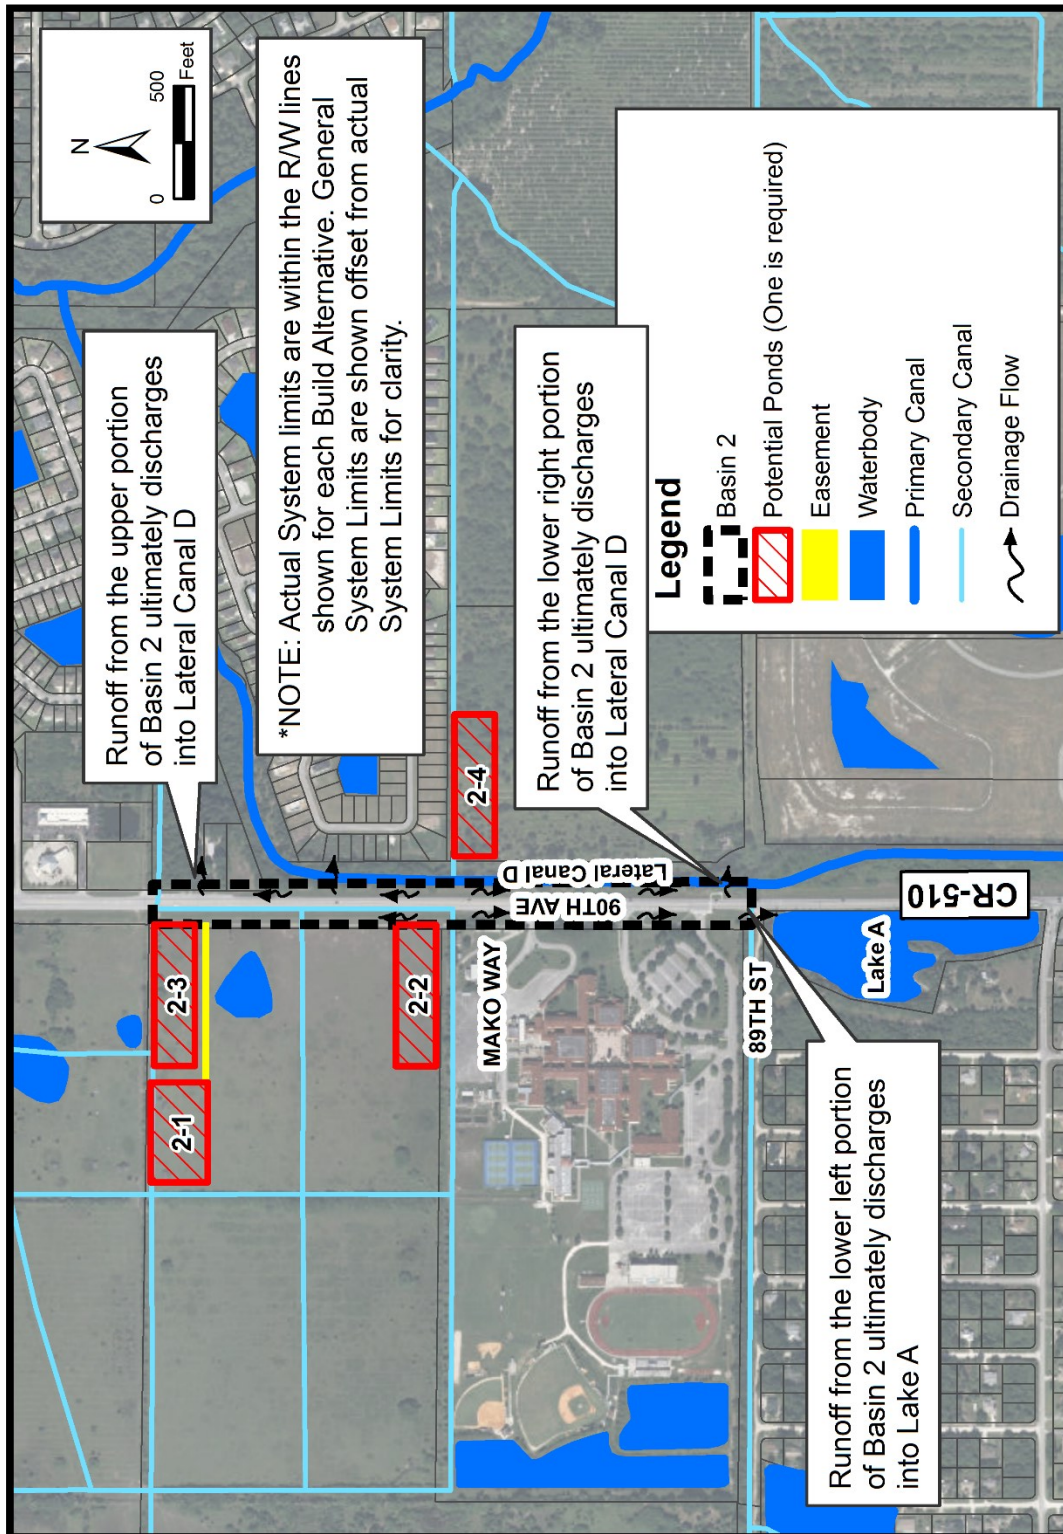 N
0
500
Feet
Runoff from the upper portion
of Basin 2 ultimately discharges
into Lateral Canal D
*NOTE: Actual System limits are within the R/W lines
shown for each Build Alternative. General
System Limits are shown offset from actual
System Limits for clarity.
2-1
2-3
2-2
2-4
Lateral Canal D
90TH AVE
MAKO WAY
89TH ST
Lake A
CR-510
Runoff from the lower right portion
of Basin 2 ultimately discharges
into Lateral Canal D
Runoff from the lower left portion
of Basin 2 ultimately discharges
into Lake A
Legend
Basin 2
Potential Ponds (One is required)
Easement
Waterbody
Primary Canal
Secondary Canal
Drainage Flow